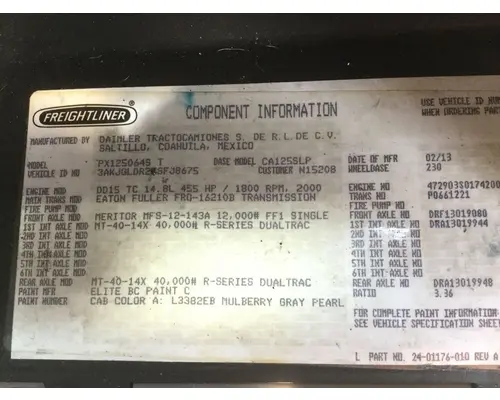 FREIGHTLINER
COMPONENT INFORMATION
USE VEHICLE ID N
WHEN ORDERING PAR
MANUFACTURED BY DAIMLER TRACTOCAMIONES S. DE R.L. DE C.V.
SALTILLO, COAHUILA, MEXICO
MODEL PX125064S T BASE MODEL CA125SLP DATE 02/13
VEHICLE ID NO CUSTOMER N15208 WHEELBASE 230
ENGINE MOD DD15 TC 14.8L 455 HP / 1800 RPM, 2000 ENGINE NO 472903S0174200
MAIN TRANS MOD EATON FULLER FRO-16210B TRANSMISSION MAIN TRANS NO P0661221
FIRE PUMP MOD FIRE PUMP NO
FRONT AXLE MOD MERITOR MFS-12-143A 12,000# FF1 SINGLE FRONT AXLE NO DRF13019080
1ST INT AXLE MOD MT-40-14X 40,000# R-SERIES DUALTRAC 1ST INT AXLE NO DRA13019944
2ND INT AXLE MOD 2ND INT AXLE NO
3RD INT AXLE MOD 3RD INT AXLE NO
4TH INT AXLE MOD 4TH INT AXLE NO
5TH INT AXLE MOD 5TH INT AXLE NO
6TH INT AXLE MOD 6TH INT AXLE NO
REAR AXLE MOD MT-40-14X 40,000# R-SERIES DUALTRAC REAR AXLE NO DRA13019948
PAINT MFR ELITE BC PAINT C RATIO 3.36
PAINT NUMBER CAB COLOR A: L3382EB MULBERRY GRAY PEARL
FOR COMPLETE PAINT INFORMATION
SEE VEHICLE SPECIFICATION SHEET
PART NO. 24-01176-010 REV A